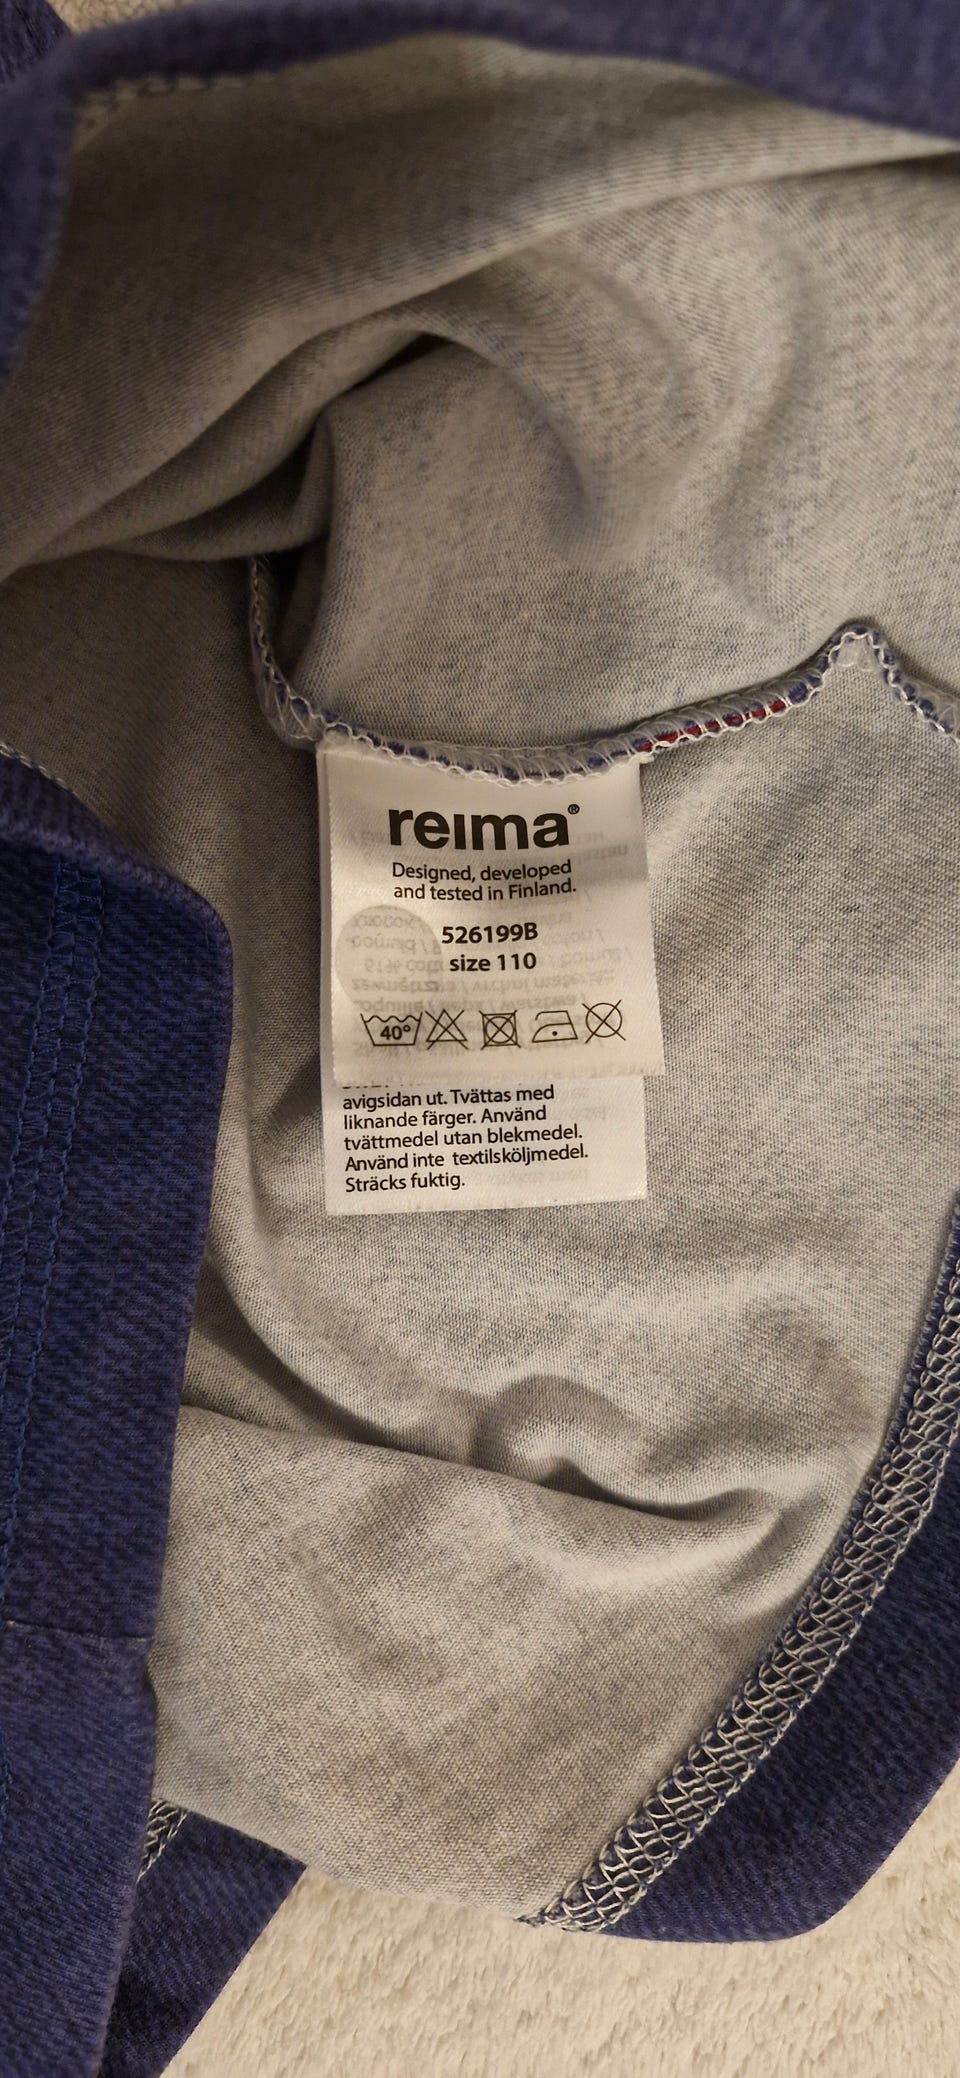 reima®
Designed, developed
and tested in Finland.
526199B
size 110
40°
avigsidan ut. Tvättas med
liknande färger. Använd
tvättmedel utan blekmedel.
Använd inte textilsköljmedel.
Sträcks fuktig.